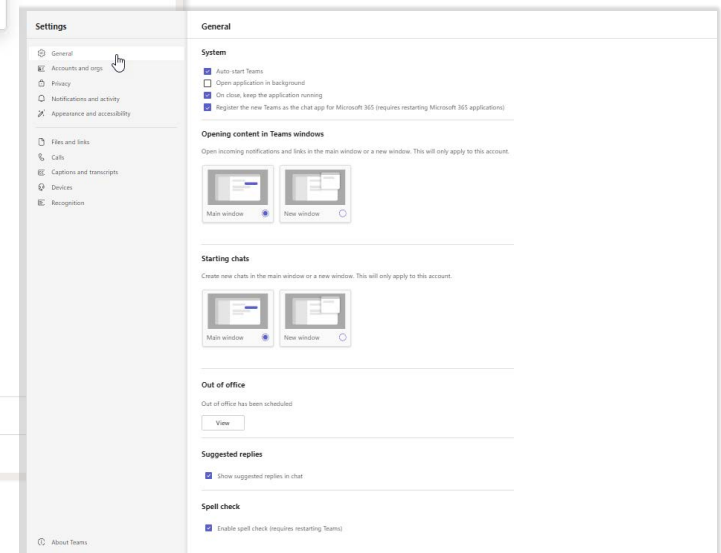 Settings
General
Accounts and orgs
Privacy
Notifications and activity
Appearance and accessibility
Files and links
Calls
Captions and transcripts
Devices
Recognition
About Teams
General
System
Auto-start Teams
Open application in background
On close, keep the application running
Register the new Teams as the chat app for Microsoft 365 (requires restarting Microsoft 365 applications)
Opening content in Teams windows
Open incoming notifications and links in the main window or a new window. This will only apply to this account.
Main window
New window
Starting chats
Create new chats in the main window or a new window. This will only apply to this account.
Main window
New window
Out of office
Out of office has been scheduled
View
Suggested replies
Show suggested replies in chat
Spell check
Enable spell check (requires restarting Teams)